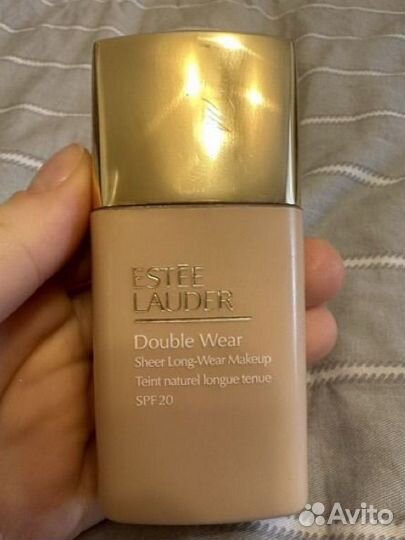 ESTĒE
LAUDER
Double Wear
Sheer Long-Wear Makeup
Teint naturel longue tenue
SPF 20
Avito